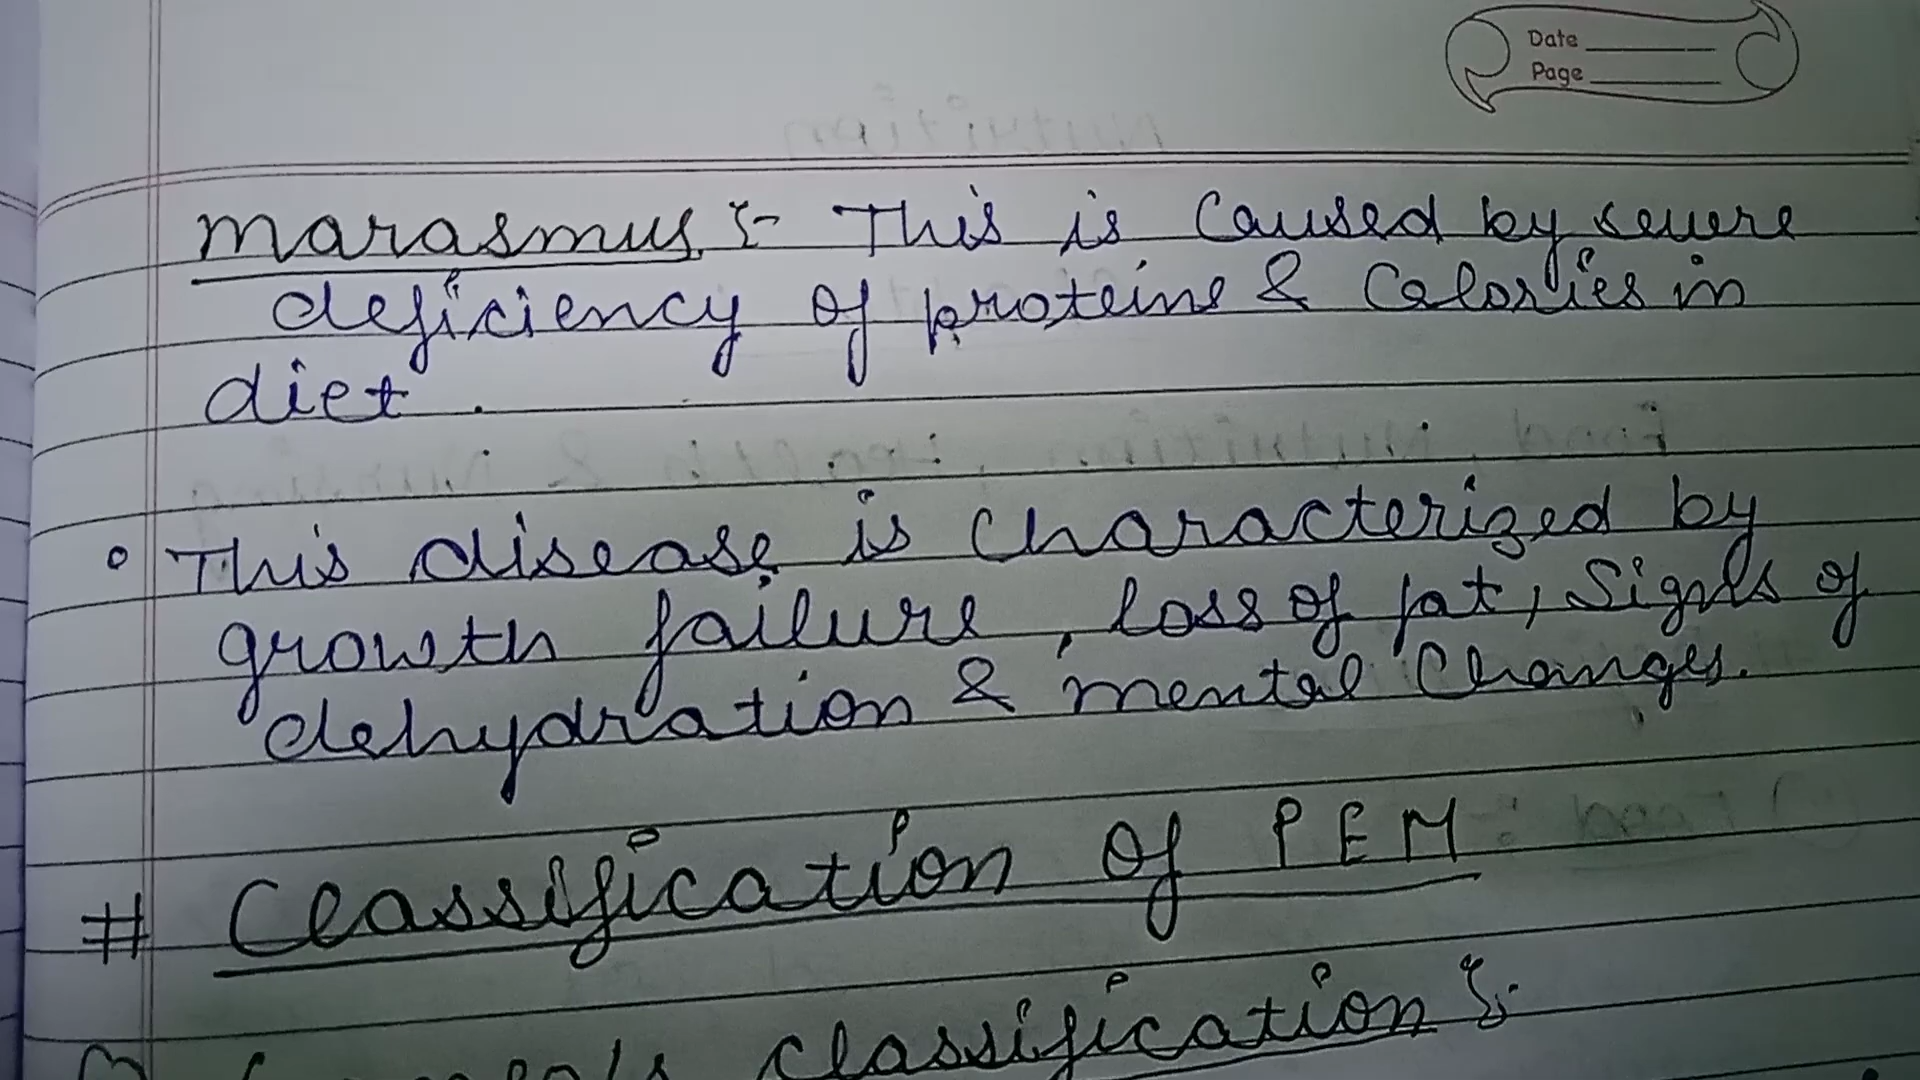 Date
Page
Marasmus :- This is Caused by severe
deficiency of proteins & Calories in
diet.
• This disease is characterized by
growth failure, loss of fat, Signs of
dehydration & mental Changes.
# Classification of PEM
classification :-